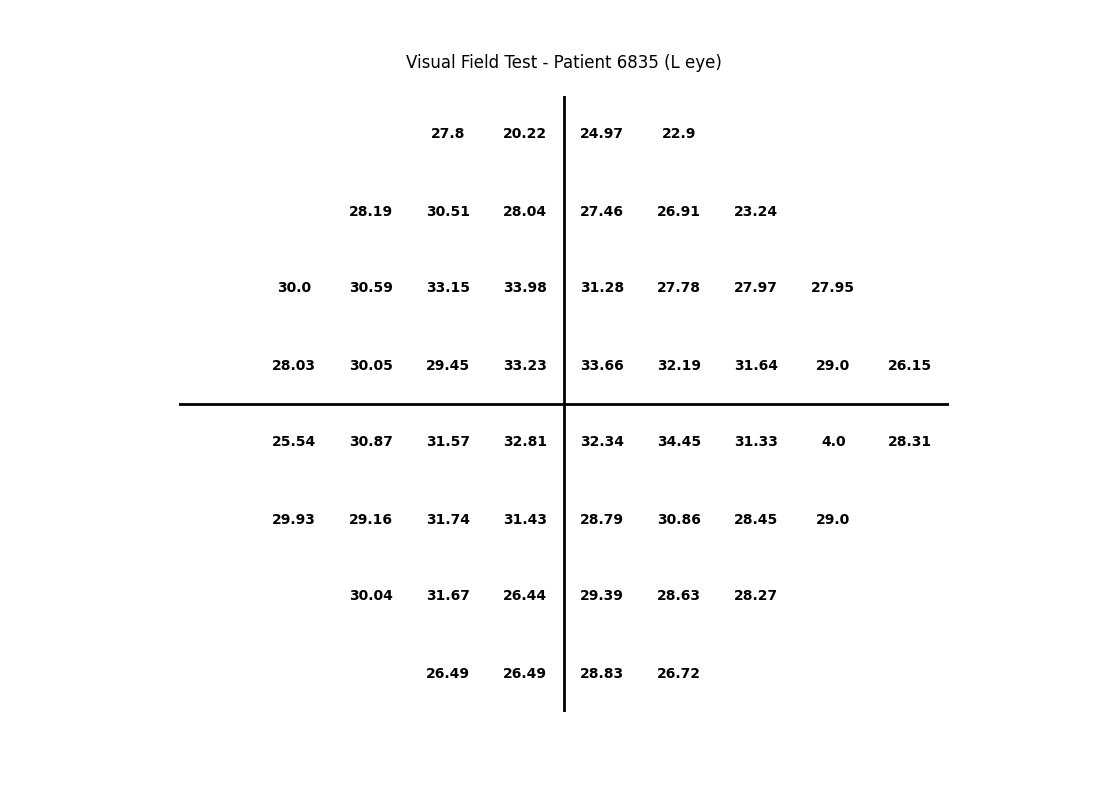 Visual Field Test - Patient 6835 (L eye)
27.8 20.22 24.97 22.9
28.19 30.51 28.04 27.46 26.91 23.24
30.0 30.59 33.15 33.98 31.28 27.78 27.97 27.95
28.03 30.05 29.45 33.23 33.66 32.19 31.64 29.0 26.15
25.54 30.87 31.57 32.81 32.34 34.45 31.33 4.0 28.31
29.93 29.16 31.74 31.43 28.79 30.86 28.45 29.0
30.04 31.67 26.44 29.39 28.63 28.27
26.49 26.49 28.83 26.72